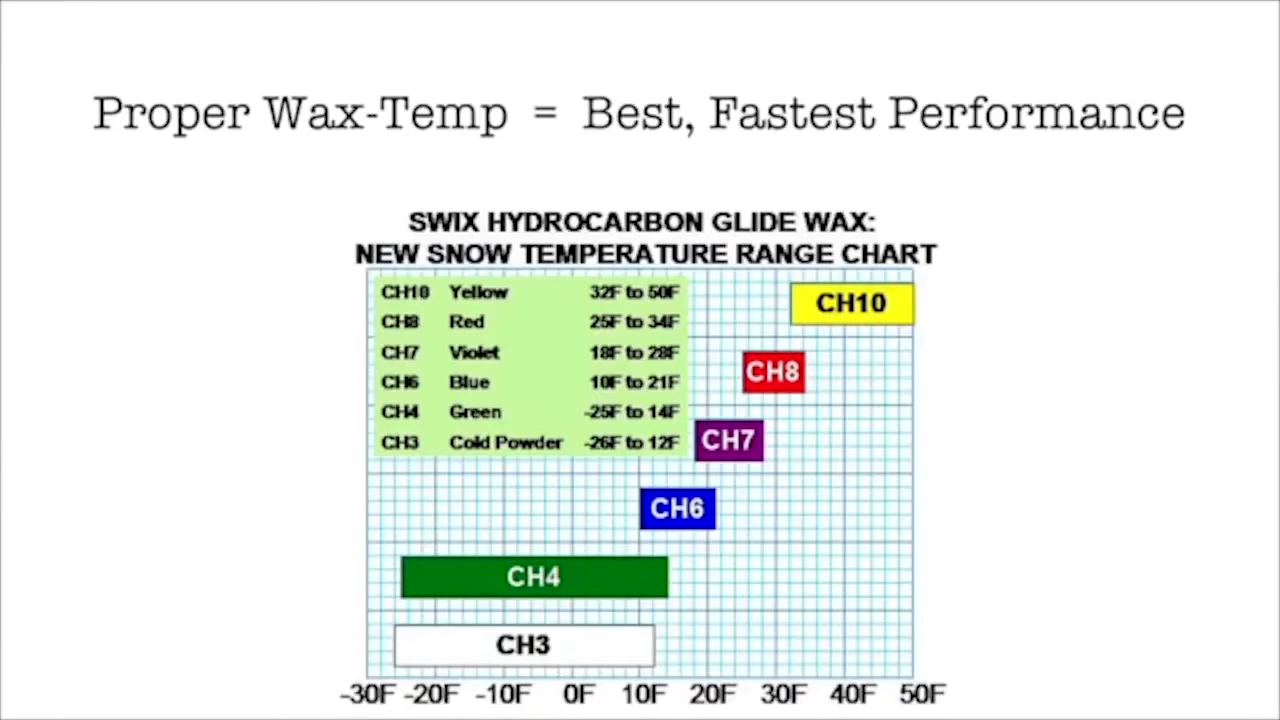 Proper Wax-Temp = Best, Fastest Performance
SWIX HYDROCARBON GLIDE WAX:
NEW SNOW TEMPERATURE RANGE CHART
CH10 Yellow 32F to 50F
CH8 Red 25F to 34F
CH7 Violet 18F to 28F
CH6 Blue 10F to 21F
CH4 Green -25F to 14F
CH3 Cold Powder -26F to 12F
CH10
CH8
CH7
CH6
CH4
CH3
-30F -20F -10F 0F 10F 20F 30F 40F 50F